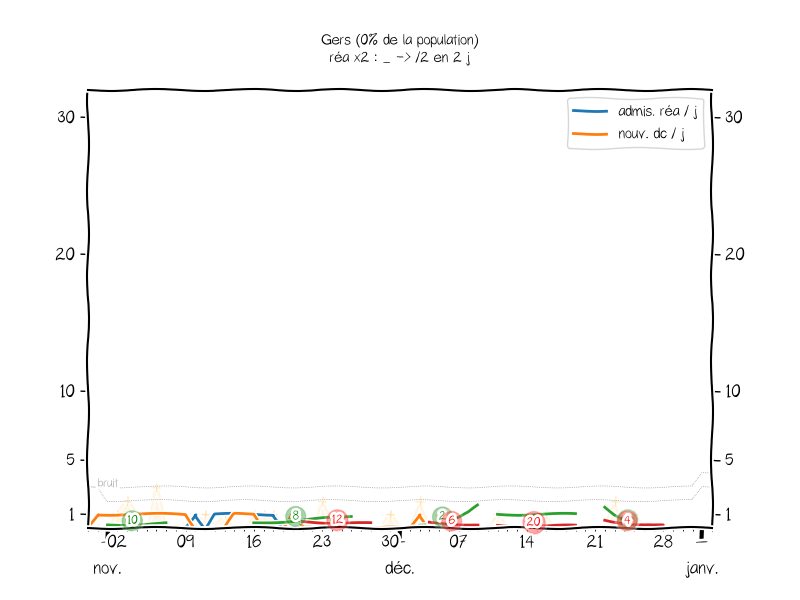 Gers (0% de la population)
réa x2 : _ -> /2 en 2 j
admis. réa / j
nouv. dc / j
30 30
20 20
10 10
5 5
bruit
1 1
10 8 12 2 6 20 4
02 09 16 23 30 07 14 21 28
nov. déc. janv.